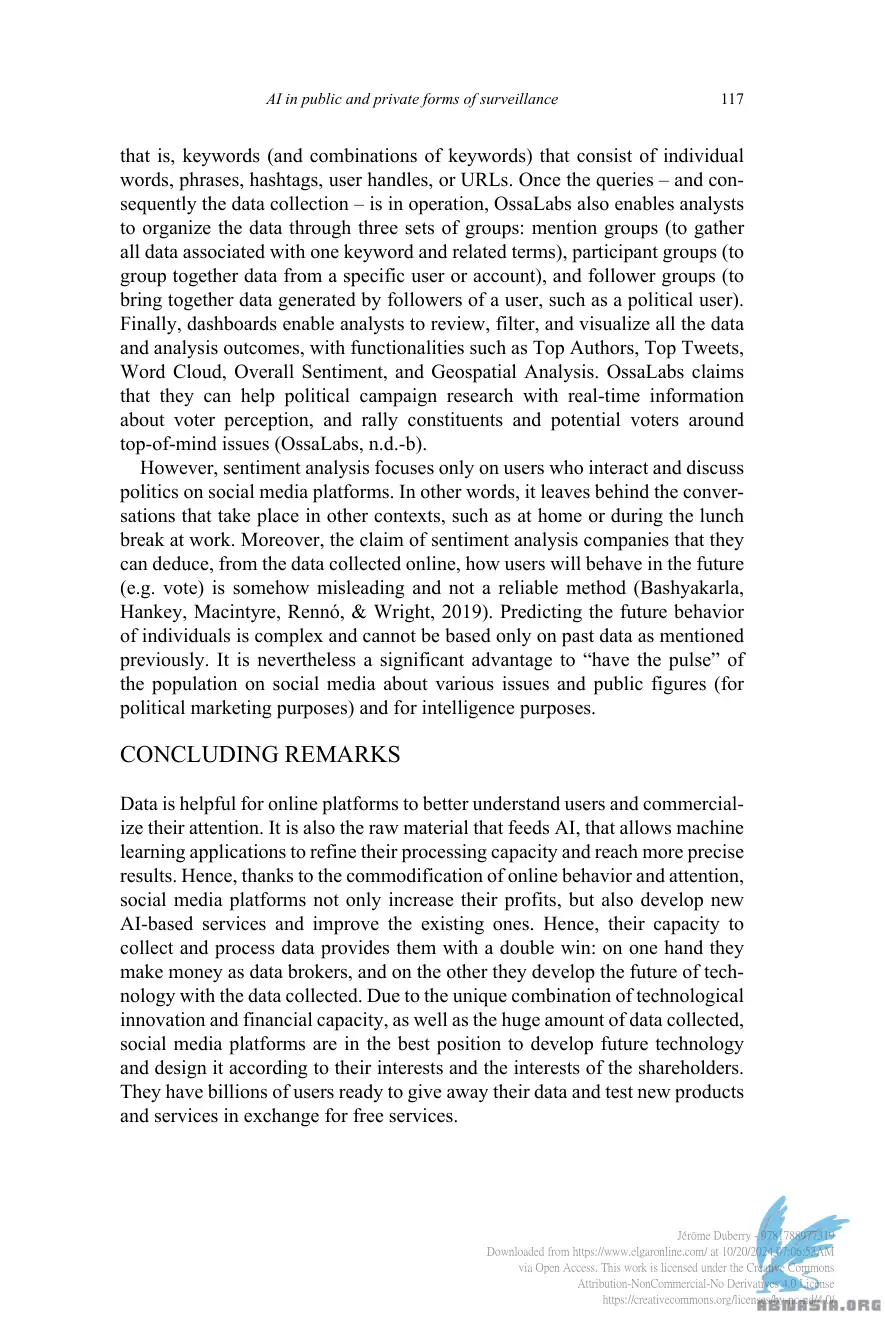 AI in public and private forms of surveillance 117
that is, keywords (and combinations of keywords) that consist of individual
words, phrases, hashtags, user handles, or URLs. Once the queries – and con-
sequently the data collection – is in operation, OssaLabs also enables analysts
to organize the data through three sets of groups: mention groups (to gather
all data associated with one keyword and related terms), participant groups (to
group together data from a specific user or account), and follower groups (to
bring together data generated by followers of a user, such as a political user).
Finally, dashboards enable analysts to review, filter, and visualize all the data
and analysis outcomes, with functionalities such as Top Authors, Top Tweets,
Word Cloud, Overall Sentiment, and Geospatial Analysis. OssaLabs claims
that they can help political campaign research with real-time information
about voter perception, and rally constituents and potential voters around
top-of-mind issues (OssaLabs, n.d.-b).
However, sentiment analysis focuses only on users who interact and discuss
politics on social media platforms. In other words, it leaves behind the conver-
sations that take place in other contexts, such as at home or during the lunch
break at work. Moreover, the claim of sentiment analysis companies that they
can deduce, from the data collected online, how users will behave in the future
(e.g. vote) is somehow misleading and not a reliable method (Bashyakarla,
Hankey, Macintyre, Rennó, & Wright, 2019). Predicting the future behavior
of individuals is complex and cannot be based only on past data as mentioned
previously. It is nevertheless a significant advantage to “have the pulse” of
the population on social media about various issues and public figures (for
political marketing purposes) and for intelligence purposes.
CONCLUDING REMARKS
Data is helpful for online platforms to better understand users and commercial-
ize their attention. It is also the raw material that feeds AI, that allows machine
learning applications to refine their processing capacity and reach more precise
results. Hence, thanks to the commodification of online behavior and attention,
social media platforms not only increase their profits, but also develop new
AI-based services and improve the existing ones. Hence, their capacity to
collect and process data provides them with a double win: on one hand they
make money as data brokers, and on the other they develop the future of tech-
nology with the data collected. Due to the unique combination of technological
innovation and financial capacity, as well as the huge amount of data collected,
social media platforms are in the best position to develop future technology
and design it according to their interests and the interests of the shareholders.
They have billions of users ready to give away their data and test new products
and services in exchange for free services.
Jérôme Duberry - 9781788977319
Downloaded from https://www.elgaronline.com/ at 10/20/2024 07:06:52AM
via Open Access. This work is licensed under the Creative Commons
Attribution-NonCommercial-No Derivatives 4.0 License
https://creativecommons.org/licenses/by-nc-nd/4.0/
ABTNASIA.ORG